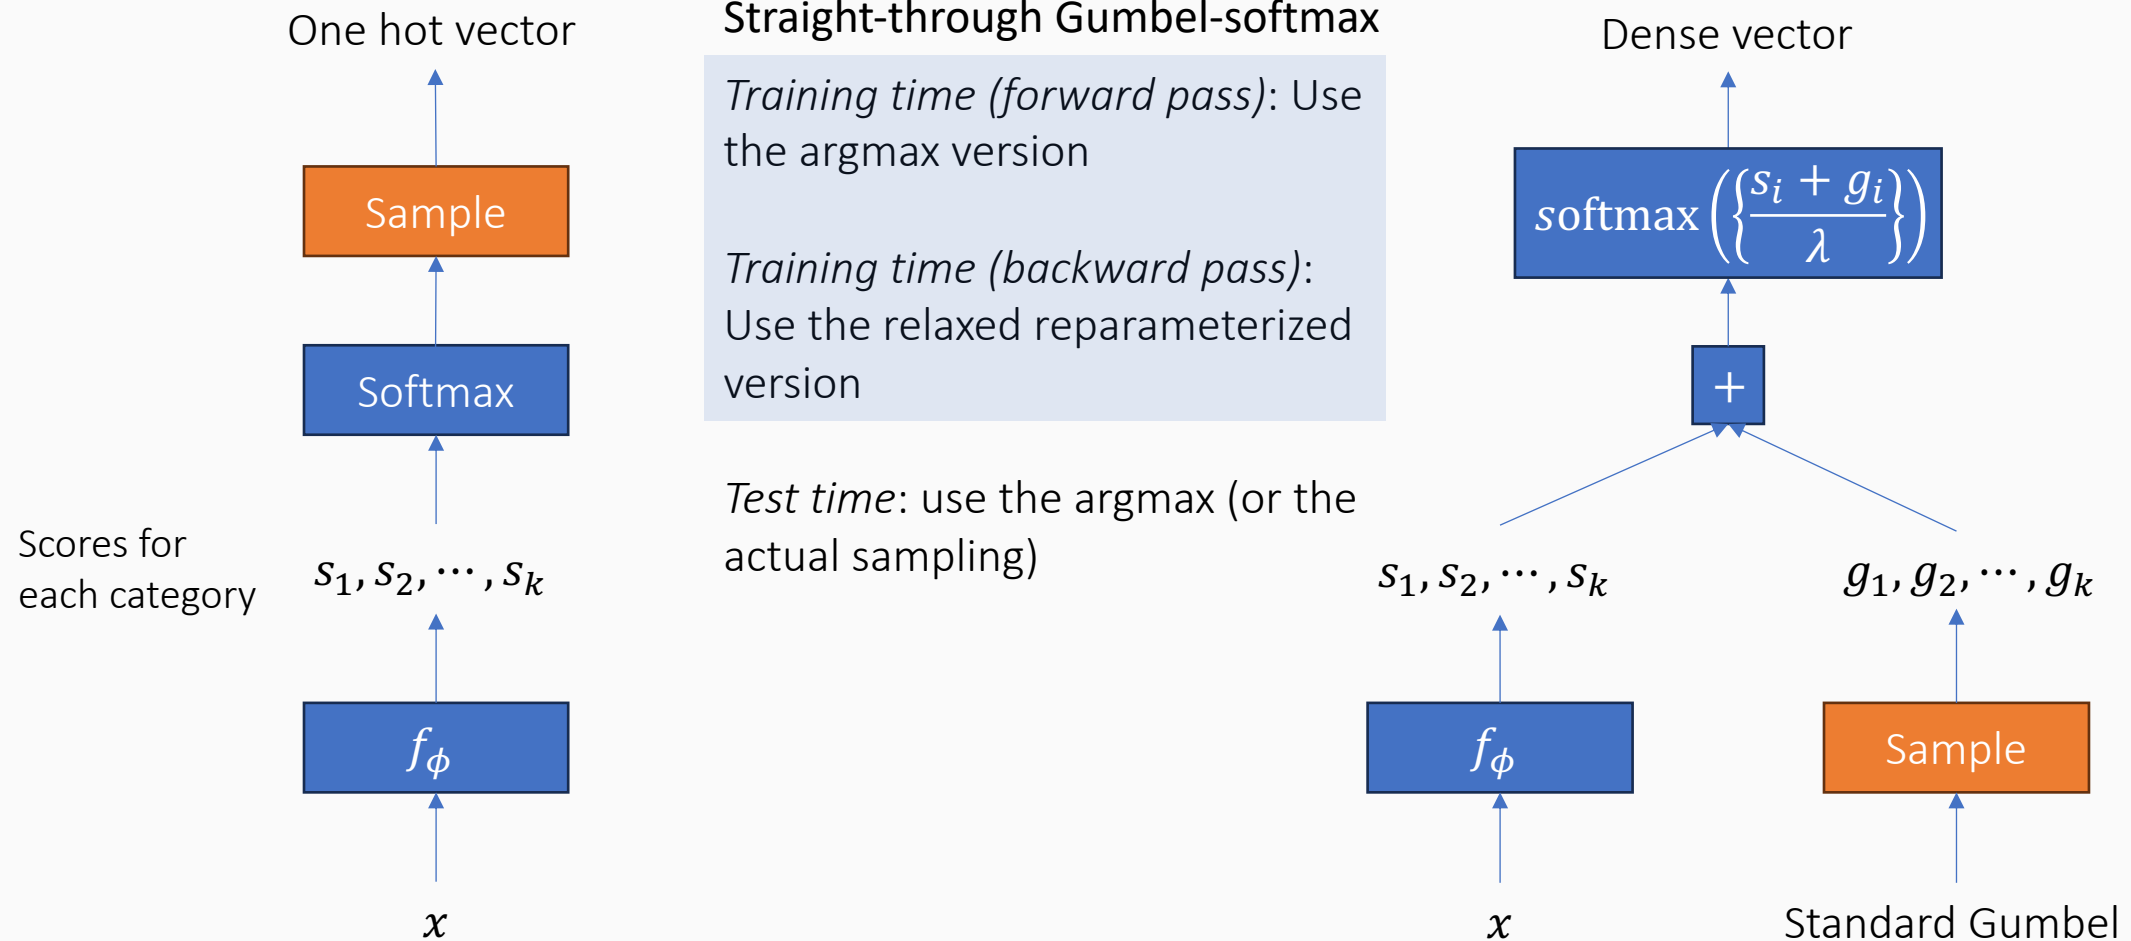 One hot vector
Sample
Softmax
Scores for
each category
s₁, s₂, ⋯, sₖ
f_ϕ
x
Straight-through Gumbel-softmax
Training time (forward pass): Use
the argmax version
Training time (backward pass):
Use the relaxed reparameterized
version
Test time: use the argmax (or the
actual sampling)
Dense vector
softmax({(sᵢ + gᵢ)/λ})
+
s₁, s₂, ⋯, sₖ
g₁, g₂, ⋯, gₖ
f_ϕ
Sample
x
Standard Gumbel